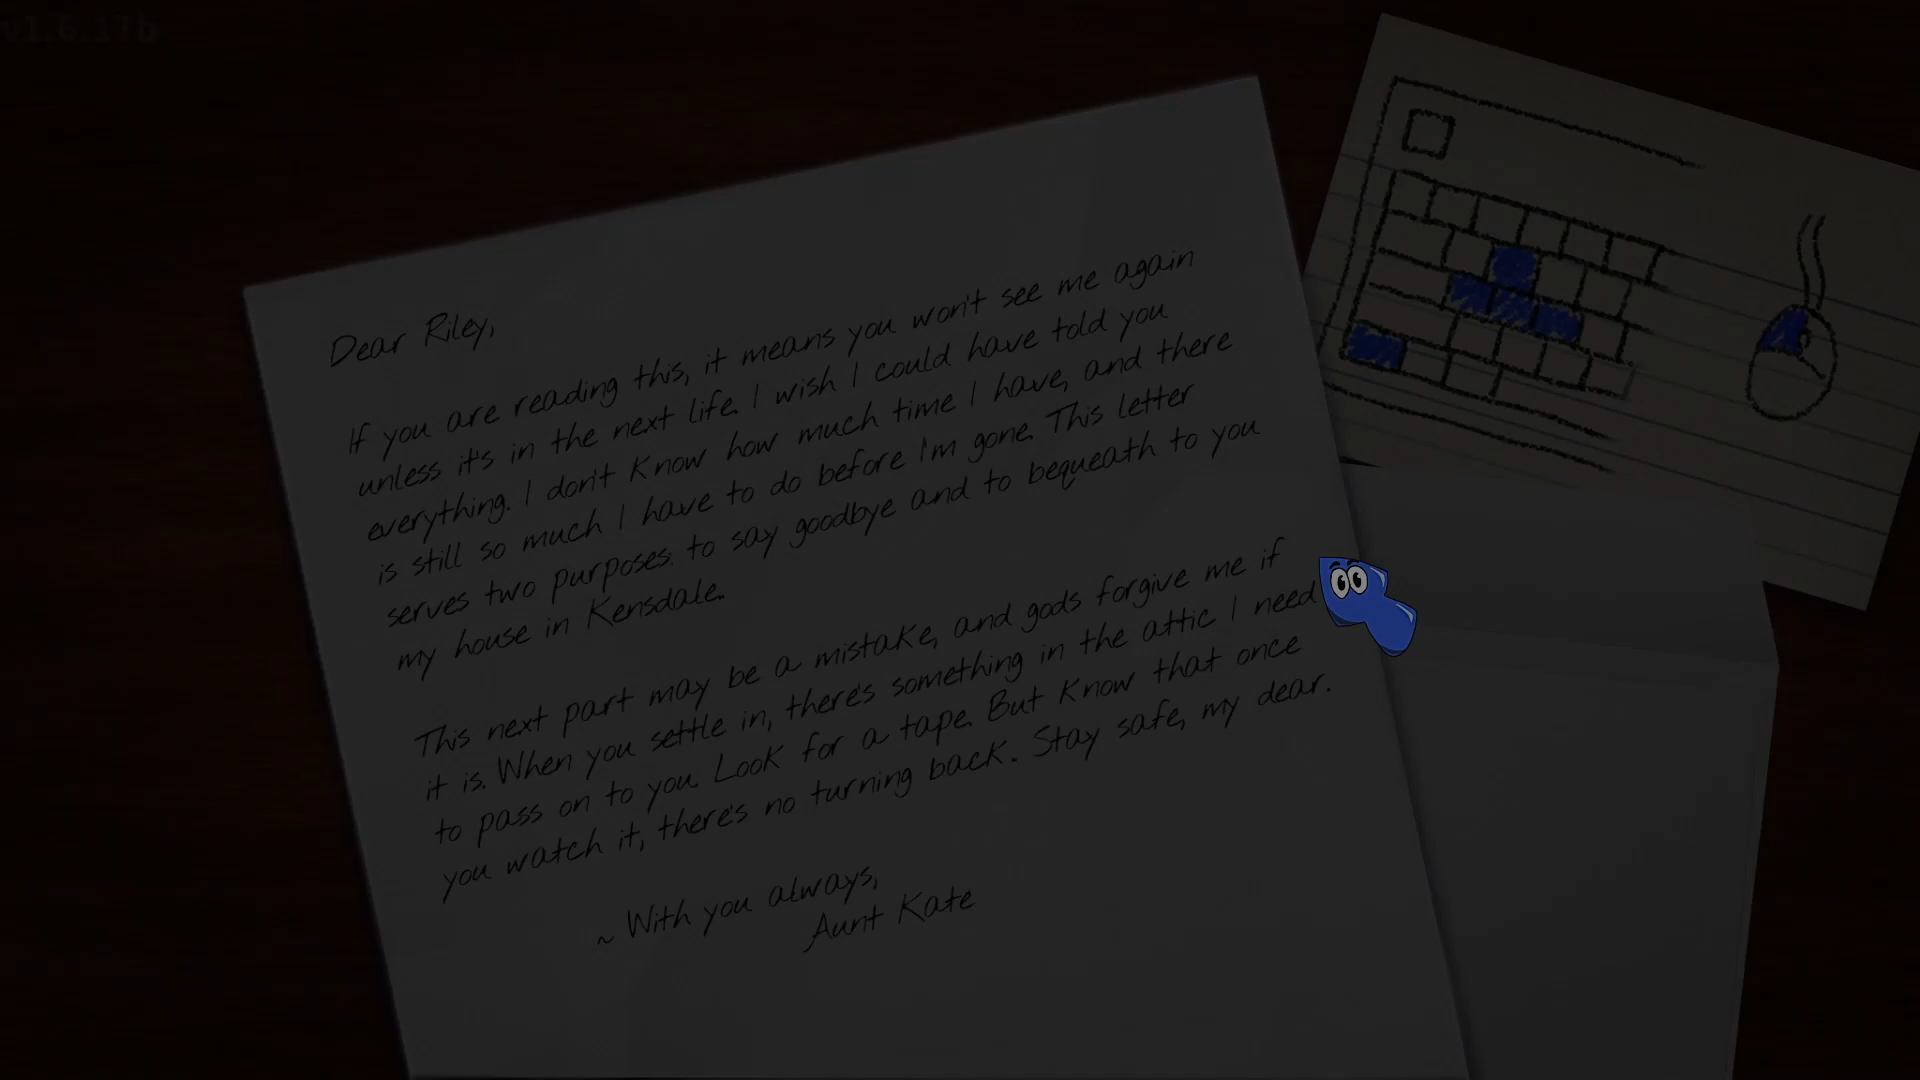 v1.6.17b
Dear Riley,
If you are reading this, it means you won't see me again
unless it's in the next life. I wish I could have told you
everything. I don't know how much time I have, and there
is still so much I have to do before I'm gone. This letter
serves two purposes: to say goodbye and to bequeath to you
my house in Kensdale.
This next part may be a mistake, and gods forgive me if
it is. When you settle in, there's something in the attic I need
to pass on to you. Look for a tape. But know that once
you watch it, there's no turning back. Stay safe, my dear.
~ With you always,
Aunt Kate